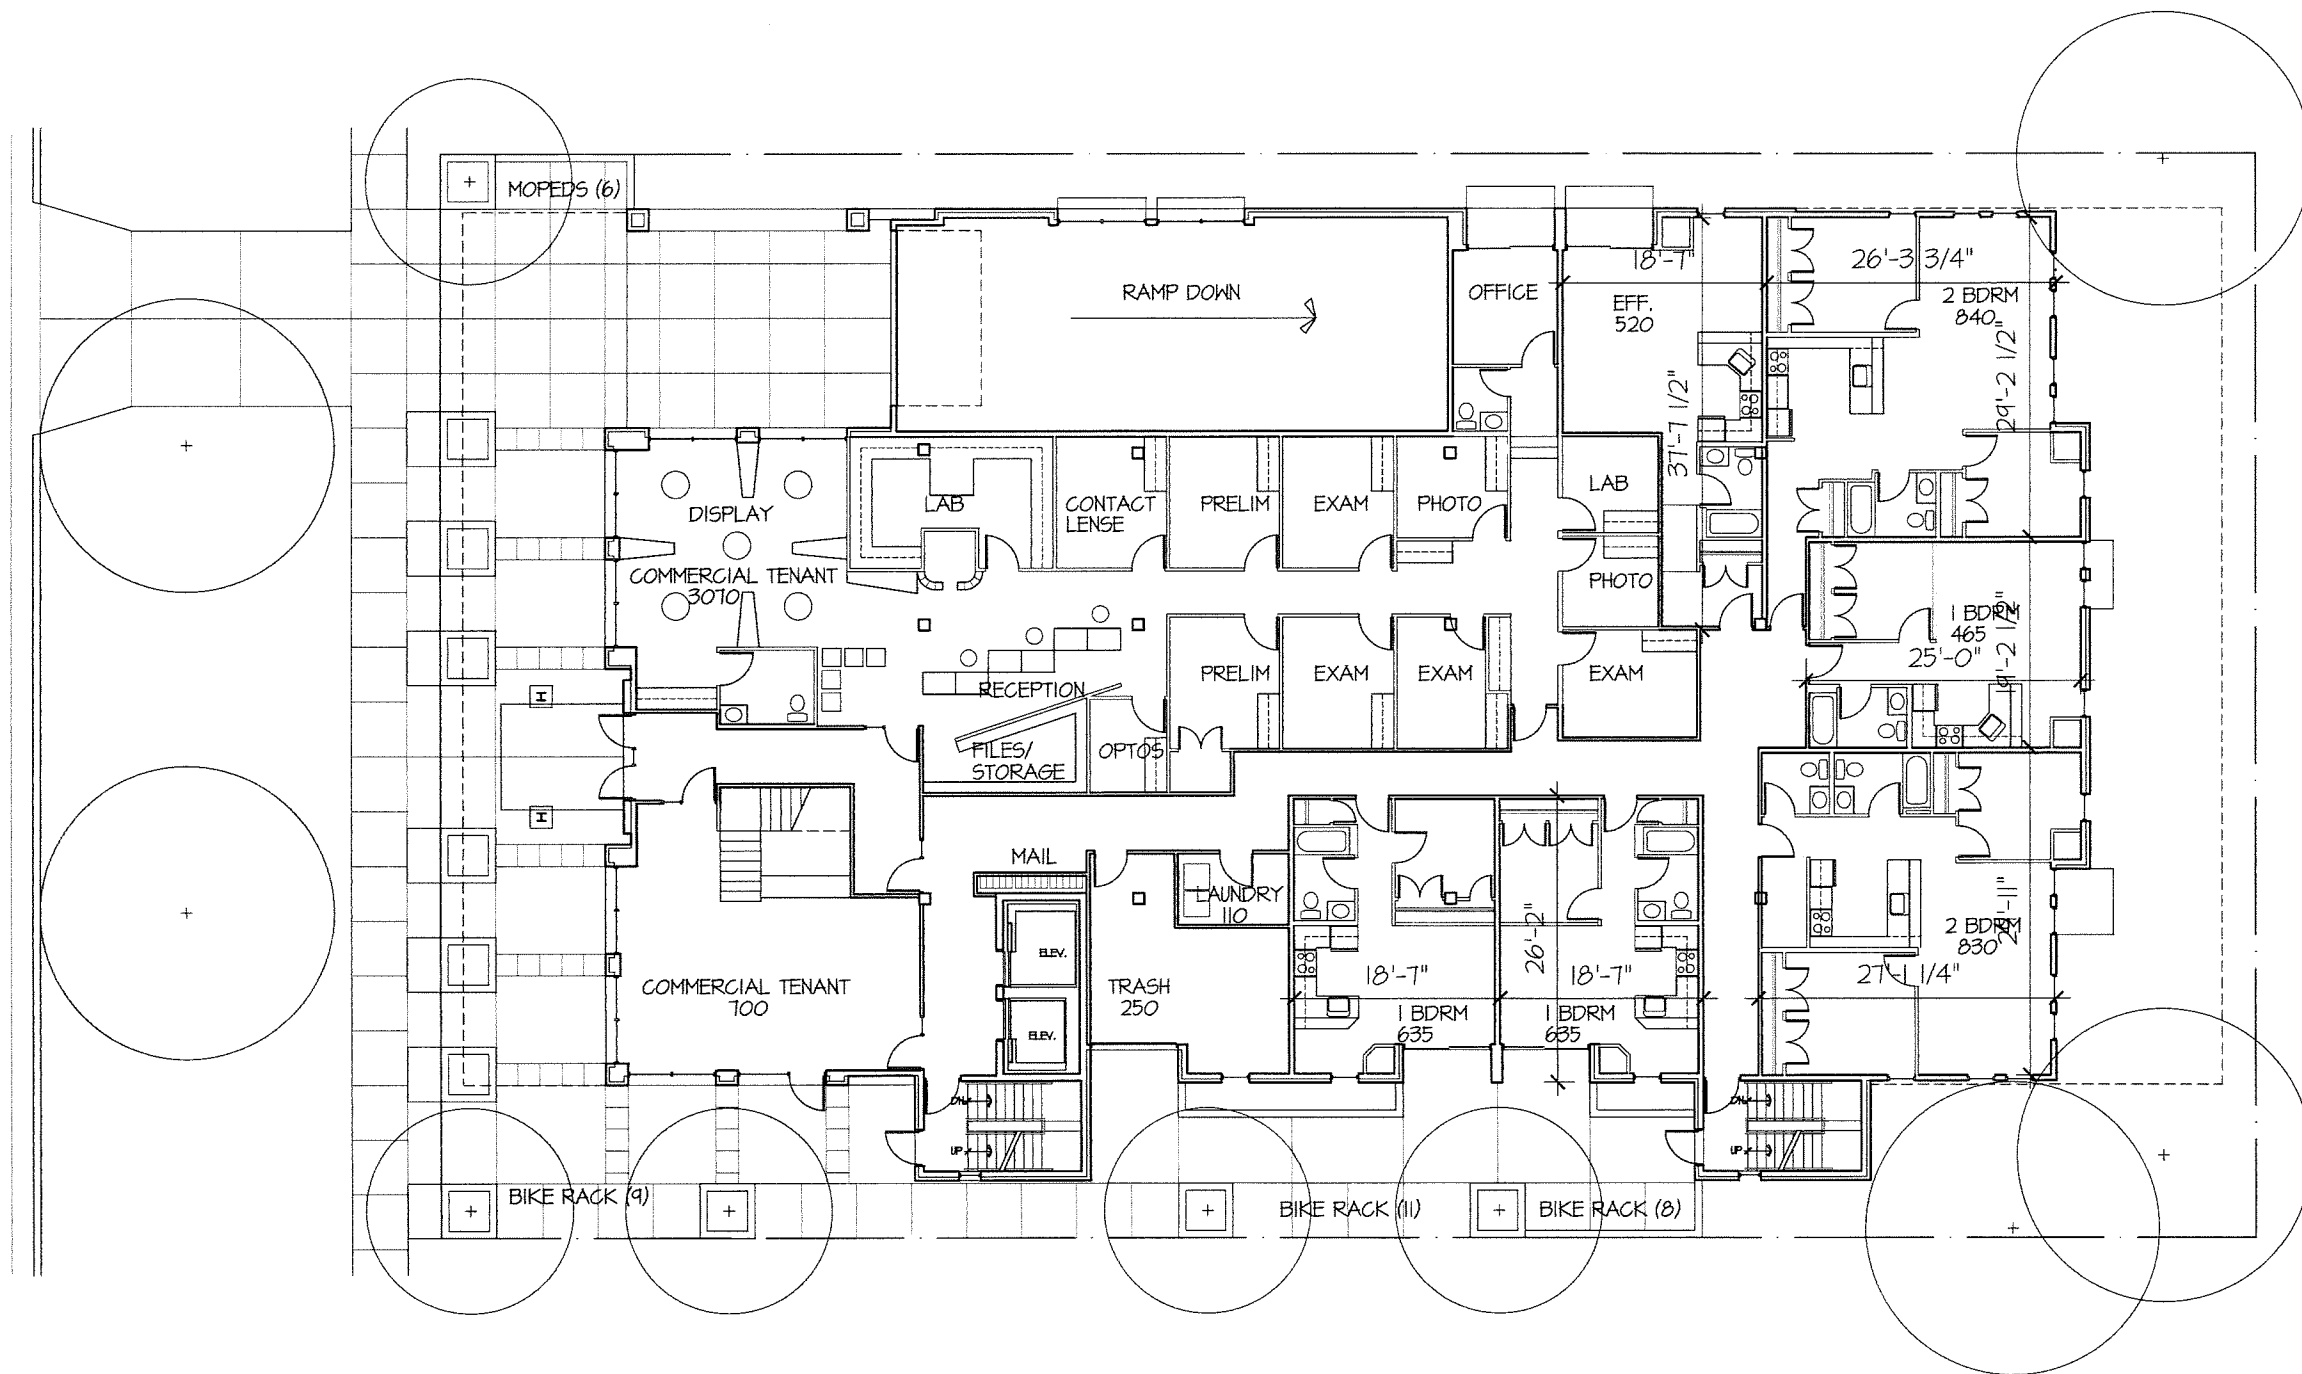 MOPEDS (6)
RAMP DOWN
OFFICE
18'-7"
EFF.
520
26'-3 3/4"
2 BDRM
840
29'-2 1/2"
37'-7 1/2"
DISPLAY
COMMERCIAL TENANT
3070
LAB
CONTACT
LENSE
PRELIM
EXAM
PHOTO
LAB
PHOTO
1 BDRM
465
25'-0"
19'-2 1/2"
RECEPTION
FILES/
STORAGE
OPTOS
PRELIM
EXAM
EXAM
EXAM
H
H
MAIL
LAUNDRY
110
ELEV.
ELEV.
TRASH
250
COMMERCIAL TENANT
700
18'-7"
1 BDRM
635
26'-2"
18'-7"
1 BDRM
635
2 BDRM
830
27'-1 1/4"
DN
UP
DN
UP
BIKE RACK (9)
BIKE RACK (11)
BIKE RACK (8)